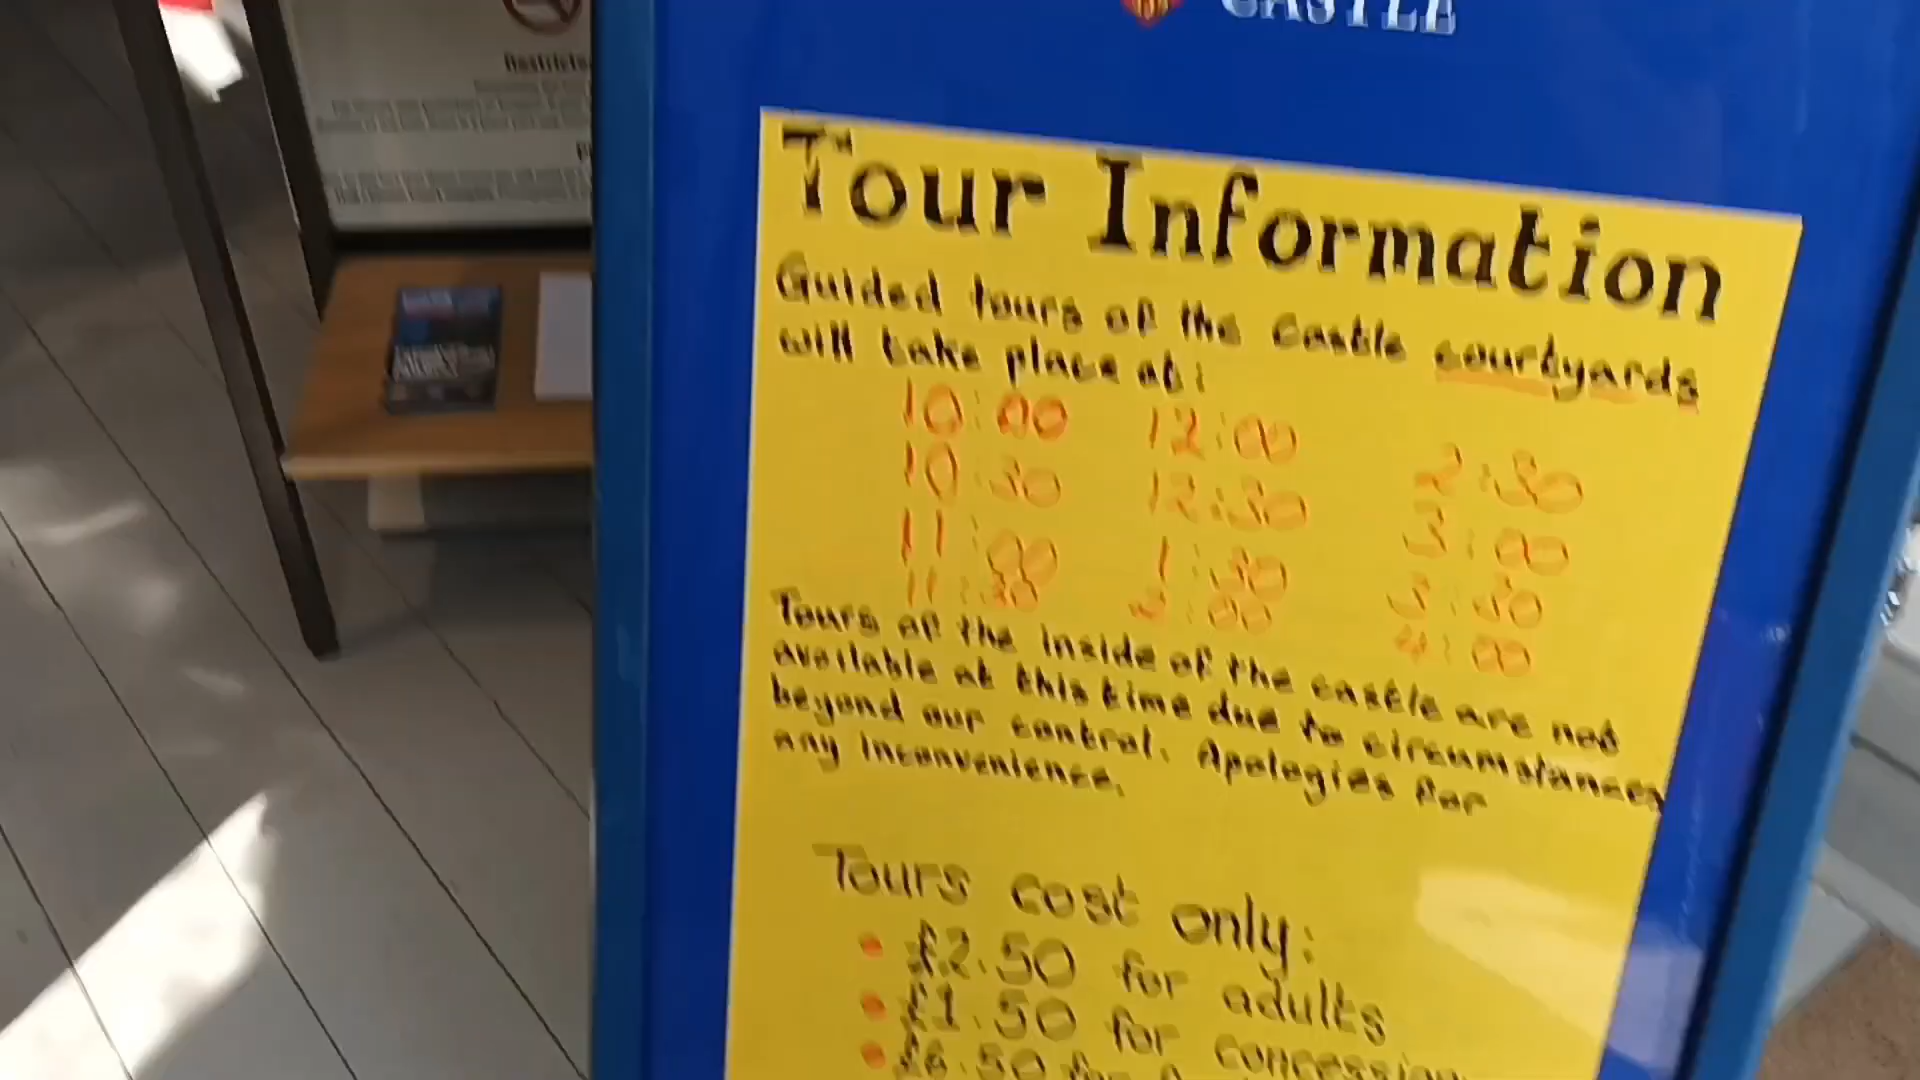 CASTLE
Tour Information
Guided tours of the castle courtyards
will take place at:
10:00 12:00 2:30
10:30 12:30 3:00
11:00 1:30 3:30
11:30 2:00 4:00
Tours of the inside of the castle are not
available at this time due to circumstances
beyond our control. Apologies for
any inconvenience.
Tours cost only:
£2.50 for adults
£1.50 for concession
£6.50 for